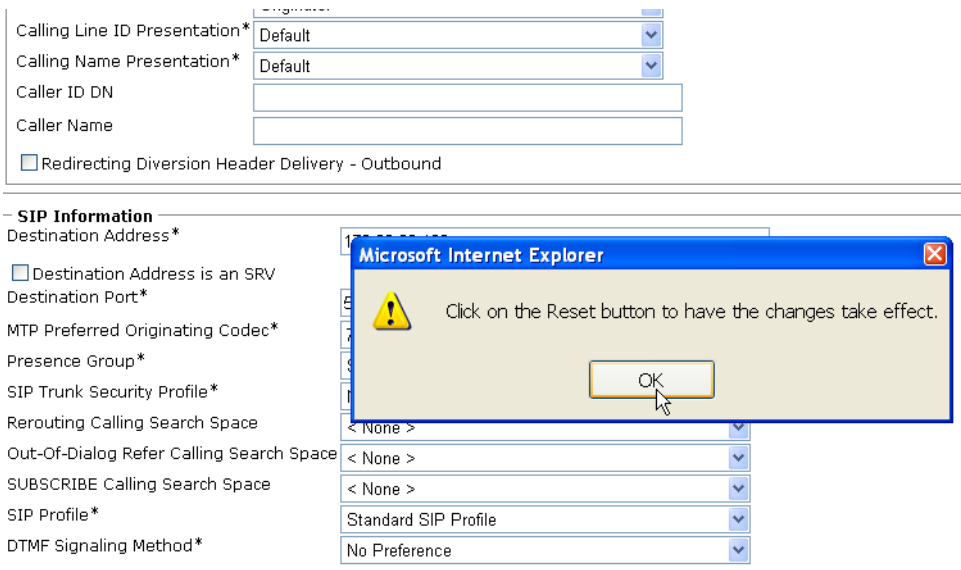 Calling Line ID Presentation* Default
Calling Name Presentation* Default
Caller ID DN
Caller Name
Redirecting Diversion Header Delivery - Outbound
SIP Information
Destination Address*
Destination Address is an SRV
Destination Port*
MTP Preferred Originating Codec*
Presence Group*
SIP Trunk Security Profile*
Rerouting Calling Search Space < None >
Out-Of-Dialog Refer Calling Search Space < None >
SUBSCRIBE Calling Search Space < None >
SIP Profile* Standard SIP Profile
DTMF Signaling Method* No Preference
Microsoft Internet Explorer
Click on the Reset button to have the changes take effect.
OK